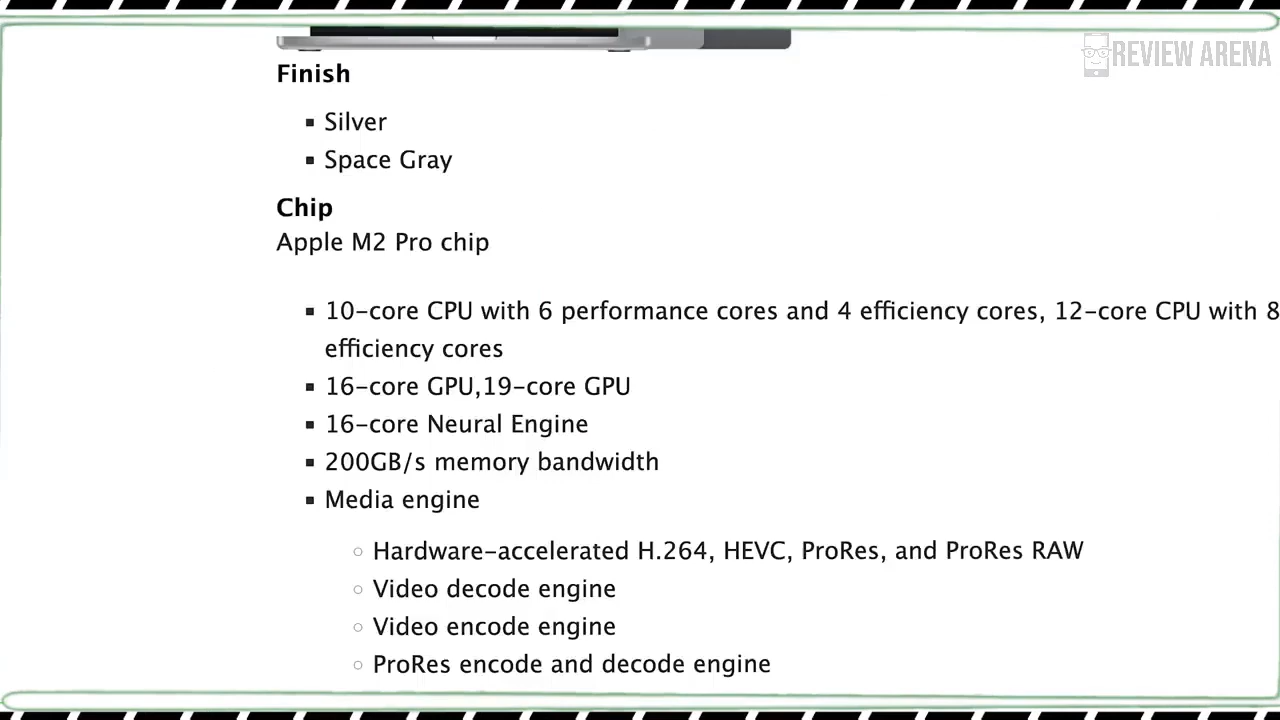 REVIEW ARENA
Finish
Silver
Space Gray
Chip
Apple M2 Pro chip
10-core CPU with 6 performance cores and 4 efficiency cores, 12-core CPU with 8
efficiency cores
16-core GPU,19-core GPU
16-core Neural Engine
200GB/s memory bandwidth
Media engine
Hardware-accelerated H.264, HEVC, ProRes, and ProRes RAW
Video decode engine
Video encode engine
ProRes encode and decode engine